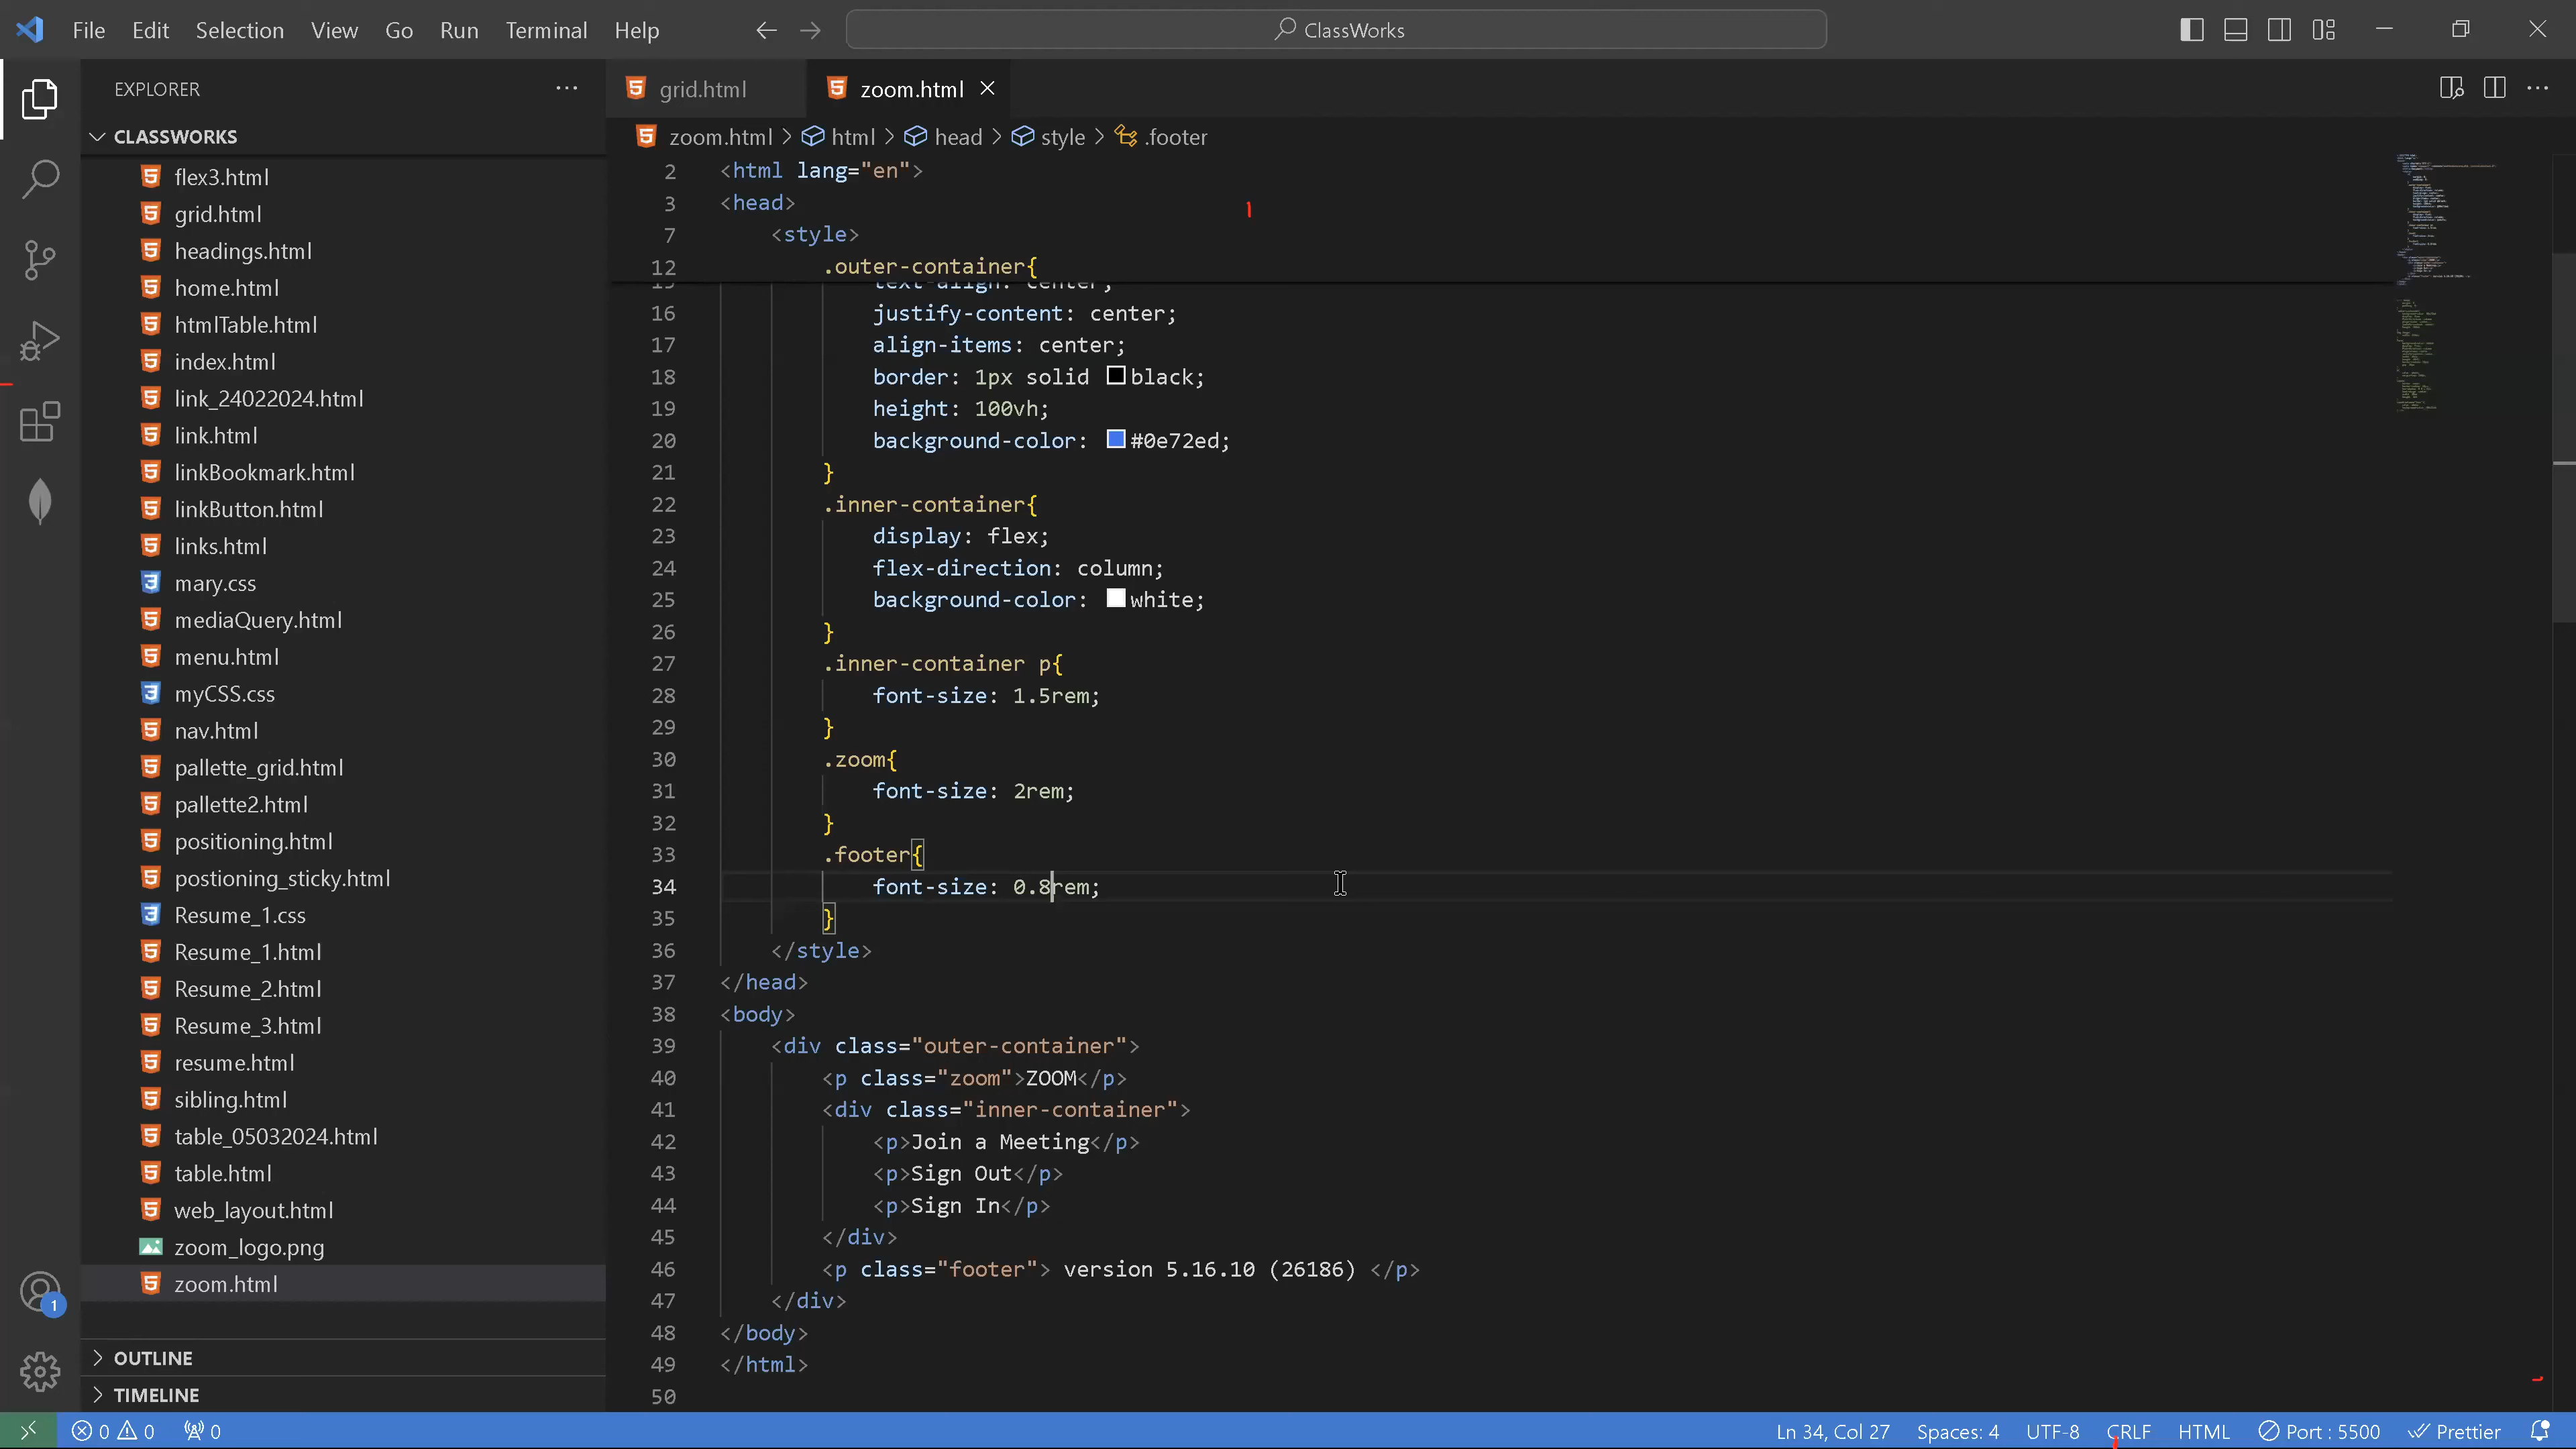 File Edit Selection View Go Run Terminal Help ClassWorks
EXPLORER
CLASSWORKS
flex3.html
grid.html
headings.html
home.html
htmlTable.html
index.html
link_24022024.html
link.html
linkBookmark.html
linkButton.html
links.html
mary.css
mediaQuery.html
menu.html
myCSS.css
nav.html
pallette_grid.html
pallette2.html
positioning.html
postioning_sticky.html
Resume_1.css
Resume_1.html
Resume_2.html
Resume_3.html
resume.html
sibling.html
table_05032024.html
table.html
web_layout.html
zoom_logo.png
zoom.html
OUTLINE
TIMELINE
1
grid.html zoom.html
zoom.html > html > head > style > .footer
2 <html lang="en">
3 <head>
7 <style>
12 .outer-container{
15 text-align: center;
16 justify-content: center;
17 align-items: center;
18 border: 1px solid black;
19 height: 100vh;
20 background-color: #0e72ed;
21 }
22 .inner-container{
23 display: flex;
24 flex-direction: column;
25 background-color: white;
26 }
27 .inner-container p{
28 font-size: 1.5rem;
29 }
30 .zoom{
31 font-size: 2rem;
32 }
33 .footer{
34 font-size: 0.8rem;
35 }
36 </style>
37 </head>
38 <body>
39 <div class="outer-container">
40 <p class="zoom">ZOOM</p>
41 <div class="inner-container">
42 <p>Join a Meeting</p>
43 <p>Sign Out</p>
44 <p>Sign In</p>
45 </div>
46 <p class="footer"> version 5.16.10 (26186) </p>
47 </div>
48 </body>
49 </html>
50
0 0 0 Ln 34, Col 27 Spaces: 4 UTF-8 CRLF HTML Port : 5500 Prettier